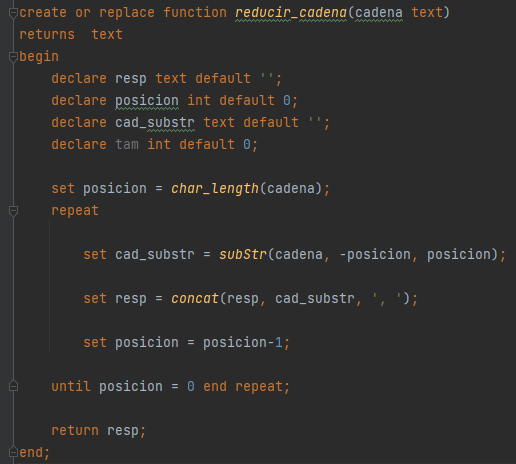 create or replace function reducir_cadena(cadena text)
returns  text
begin
    declare resp text default '';
    declare posicion int default 0;
    declare cad_substr text default '';
    declare tam int default 0;

    set posicion = char_length(cadena);
    repeat

        set cad_substr = subStr(cadena, -posicion, posicion);

        set resp = concat(resp, cad_substr, ', ');

        set posicion = posicion-1;

    until posicion = 0 end repeat;

    return resp;
end;